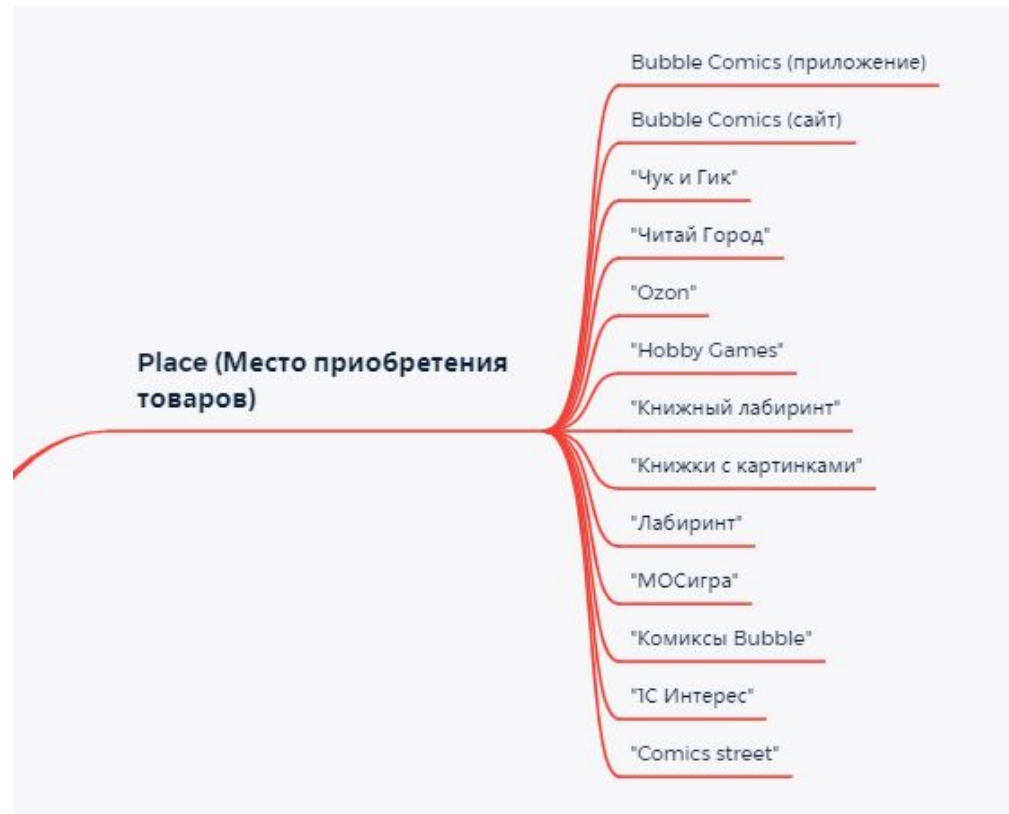 Bubble Comics (приложение)
Bubble Comics (сайт)
"Чук и Гик"
"Читай Город"
"Ozon"
"Hobby Games"
Place (Место приобретения
товаров)
"Книжный лабиринт"
"Книжки с картинками"
"Лабиринт"
"МОСигра"
"Комиксы Bubble"
"1С Интерес"
"Comics street"